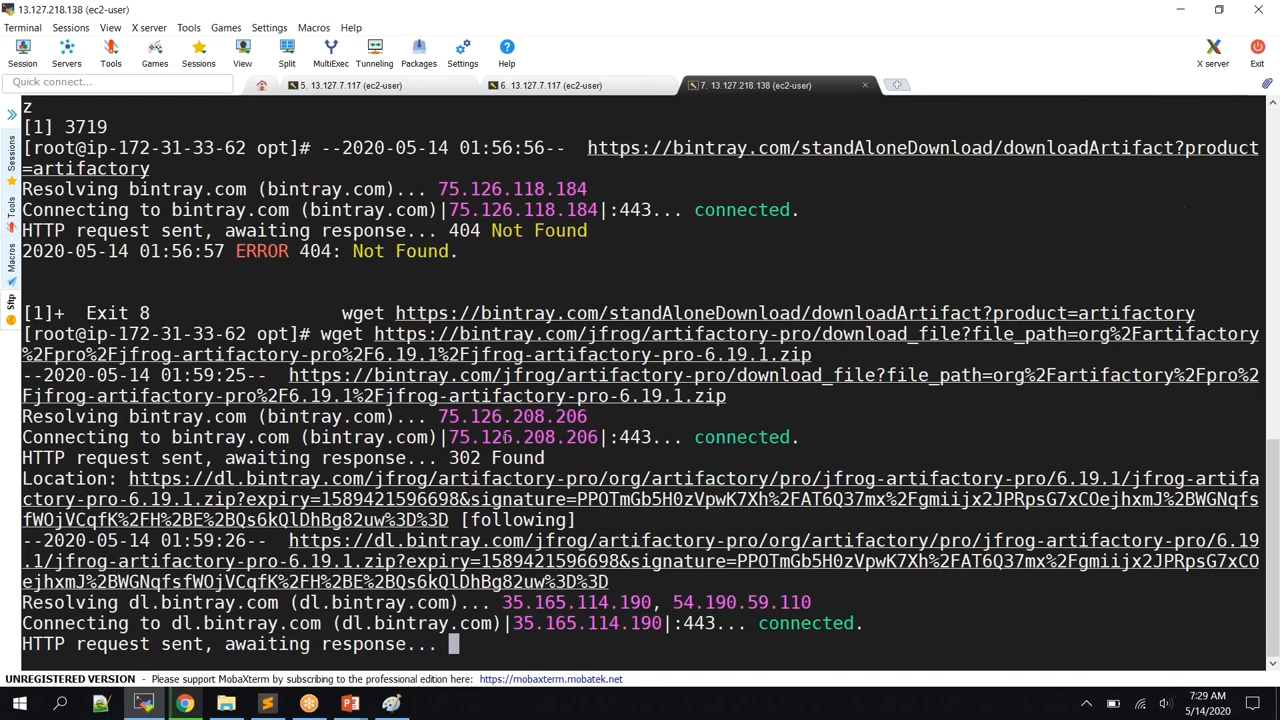 13.127.218.138 (ec2-user)
Terminal Sessions View X server Tools Games Settings Macros Help
Session Servers Tools Games Sessions View Split MultiExec Tunneling Packages Settings Help X server Exit
Quick connect...
5. 13.127.7.117 (ec2-user)
6. 13.127.7.117 (ec2-user)
7. 13.127.218.138 (ec2-user)
Sessions
Tools
Macros
Sftp
z
[1] 3719
[root@ip-172-31-33-62 opt]# --2020-05-14 01:56:56-- https://bintray.com/standAloneDownload/downloadArtifact?product
=artifactory
Resolving bintray.com (bintray.com)... 75.126.118.184
Connecting to bintray.com (bintray.com)|75.126.118.184|:443... connected.
HTTP request sent, awaiting response... 404 Not Found
2020-05-14 01:56:57 ERROR 404: Not Found.
[1]+ Exit 8 wget https://bintray.com/standAloneDownload/downloadArtifact?product=artifactory
[root@ip-172-31-33-62 opt]# wget https://bintray.com/jfrog/artifactory-pro/download_file?file_path=org%2Fartifactory
%2Fpro%2Fjfrog-artifactory-pro%2F6.19.1%2Fjfrog-artifactory-pro-6.19.1.zip
--2020-05-14 01:59:25-- https://bintray.com/jfrog/artifactory-pro/download_file?file_path=org%2Fartifactory%2Fpro%2
Fjfrog-artifactory-pro%2F6.19.1%2Fjfrog-artifactory-pro-6.19.1.zip
Resolving bintray.com (bintray.com)... 75.126.208.206
Connecting to bintray.com (bintray.com)|75.126.208.206|:443... connected.
HTTP request sent, awaiting response... 302 Found
Location: https://dl.bintray.com/jfrog/artifactory-pro/org/artifactory/pro/jfrog-artifactory-pro/6.19.1/jfrog-artifa
ctory-pro-6.19.1.zip?expiry=1589421596698&signature=PPOTmGb5H0zVpwK7Xh%2FAT6Q37mx%2Fgmiijx2JPRpsG7xCOejhxmJ%2BWGNqfs
fWOjVCqfK%2FH%2BE%2BQs6kQlDhBg82uw%3D%3D [following]
--2020-05-14 01:59:26-- https://dl.bintray.com/jfrog/artifactory-pro/org/artifactory/pro/jfrog-artifactory-pro/6.19
.1/jfrog-artifactory-pro-6.19.1.zip?expiry=1589421596698&signature=PPOTmGb5H0zVpwK7Xh%2FAT6Q37mx%2Fgmiijx2JPRpsG7xCO
ejhxmJ%2BWGNqfsfWOjVCqfK%2FH%2BE%2BQs6kQlDhBg82uw%3D%3D
Resolving dl.bintray.com (dl.bintray.com)... 35.165.114.190, 54.190.59.110
Connecting to dl.bintray.com (dl.bintray.com)|35.165.114.190|:443... connected.
HTTP request sent, awaiting response...
UNREGISTERED VERSION - Please support MobaXterm by subscribing to the professional edition here: https://mobaxterm.mobatek.net
7:29 AM
5/14/2020